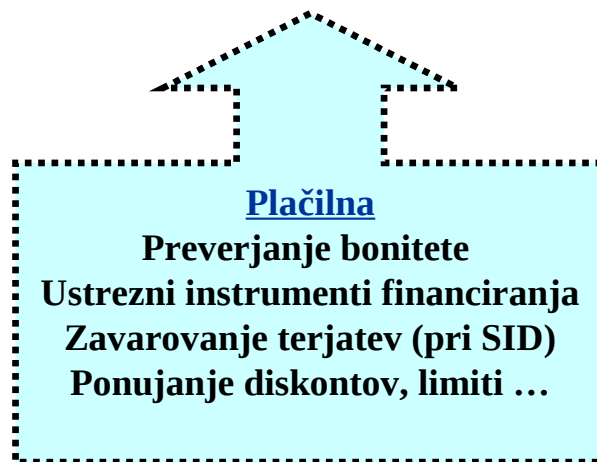 Plačilna
Preverjanje bonitete
Ustrezni instrumenti financiranja
Zavarovanje terjatev (pri SID)
Ponujanje diskontov, limiti …